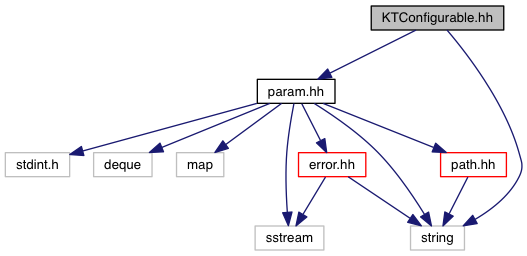 KTConfigurable.hh
param.hh
stdint.h
deque
map
error.hh
path.hh
sstream
string